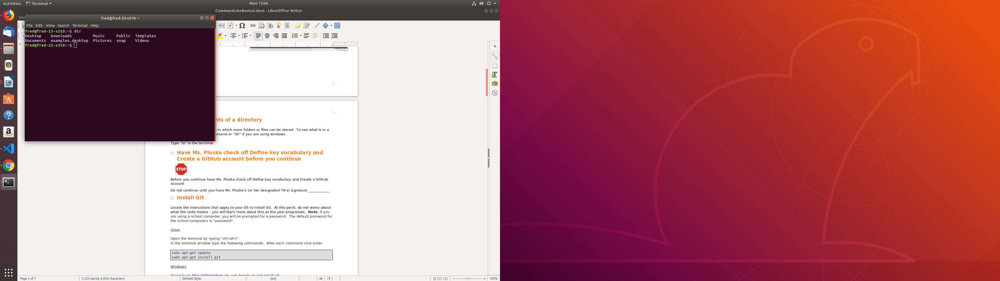 Activities Terminal Mon 15:04
CommandLineBasics2.docx - LibreOffice Writer
File
fred@fred-23-s310: ~
File Edit View Search Terminal Help
fred@fred-23-s310:~$ dir
Desktop Downloads Music Public Templates
Documents examples.desktop Pictures snap Videos
fred@fred-23-s310:~$
2 3 4 5 6 7
nts of a directory
s in which more folders or files can be stored. To see what is in a
mmand or “dir” if you are using windows.
Type “ls” in the terminal
Have Ms. Pluska check off Define key vocabulary and
Create a GitHub account before you continue
STOP
Before you continue have Ms. Pluska check off Define key vocabulary and Create a GitHub
account
Do not continue until you have Ms. Pluska’s (or her designated TA’s) signature ____________
Install Git
Locate the instructions that apply to your OS to install Git. At this point, do not worry about
what the code means – you will learn more about this as the year progresses. Note: If you
are using a school computer, you will be prompted for a password. The default password for
the school computers is “password”.
Linux
Open the terminal by typing “ctrl-alt-t”.
In the terminal window type the following commands. After each commend click enter.
sudo apt-get update
sudo apt-get install git
Windows
Navigate to https://gitforwindows.org and download and install git
Page 2 of 7 1,233 words, 6,956 characters Default Style {en} 100%